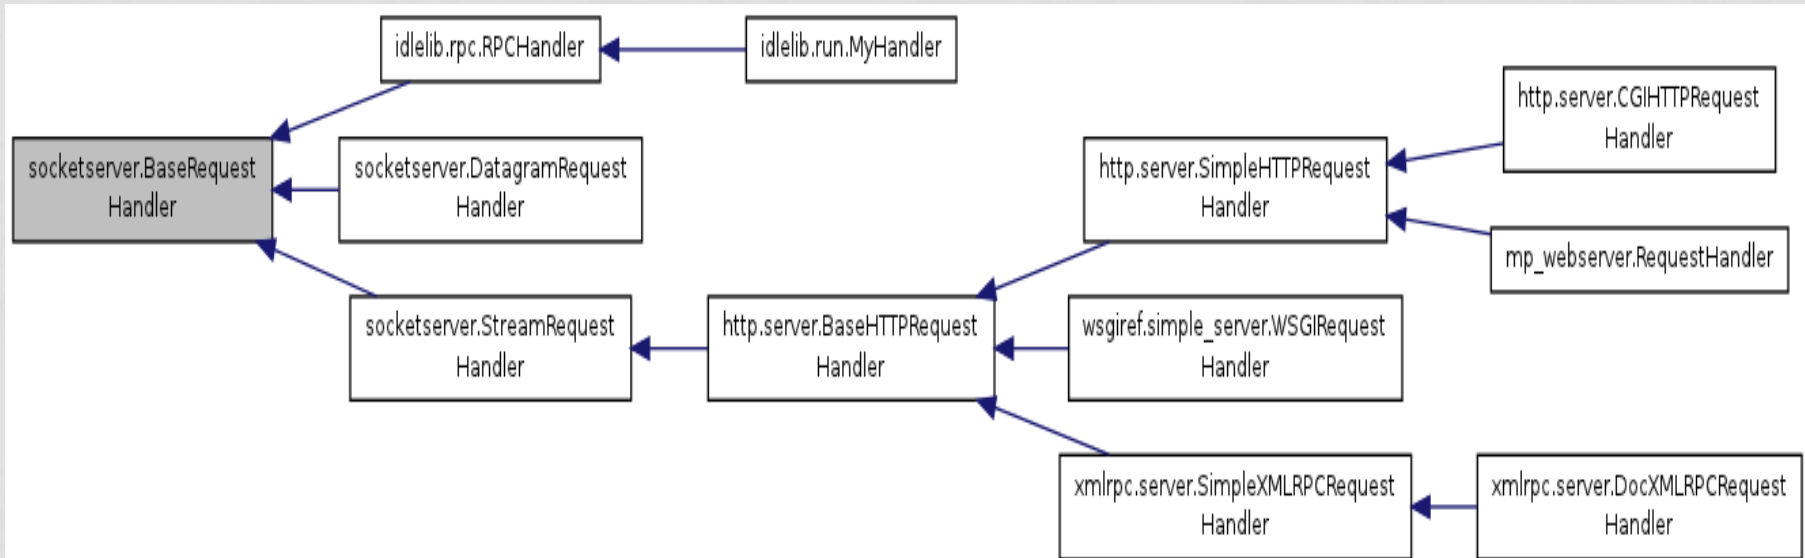 idlelib.rpc.RPCHandler
idlelib.run.MyHandler
http.server.CGIHTTPRequest
Handler
socketserver.BaseRequest
Handler
socketserver.DatagramRequest
Handler
http.server.SimpleHTTPRequest
Handler
mp_webserver.RequestHandler
socketserver.StreamRequest
Handler
http.server.BaseHTTPRequest
Handler
wsgiref.simple_server.WSGIRequest
Handler
xmlrpc.server.SimpleXMLRPCRequest
Handler
xmlrpc.server.DocXMLRPCRequest
Handler